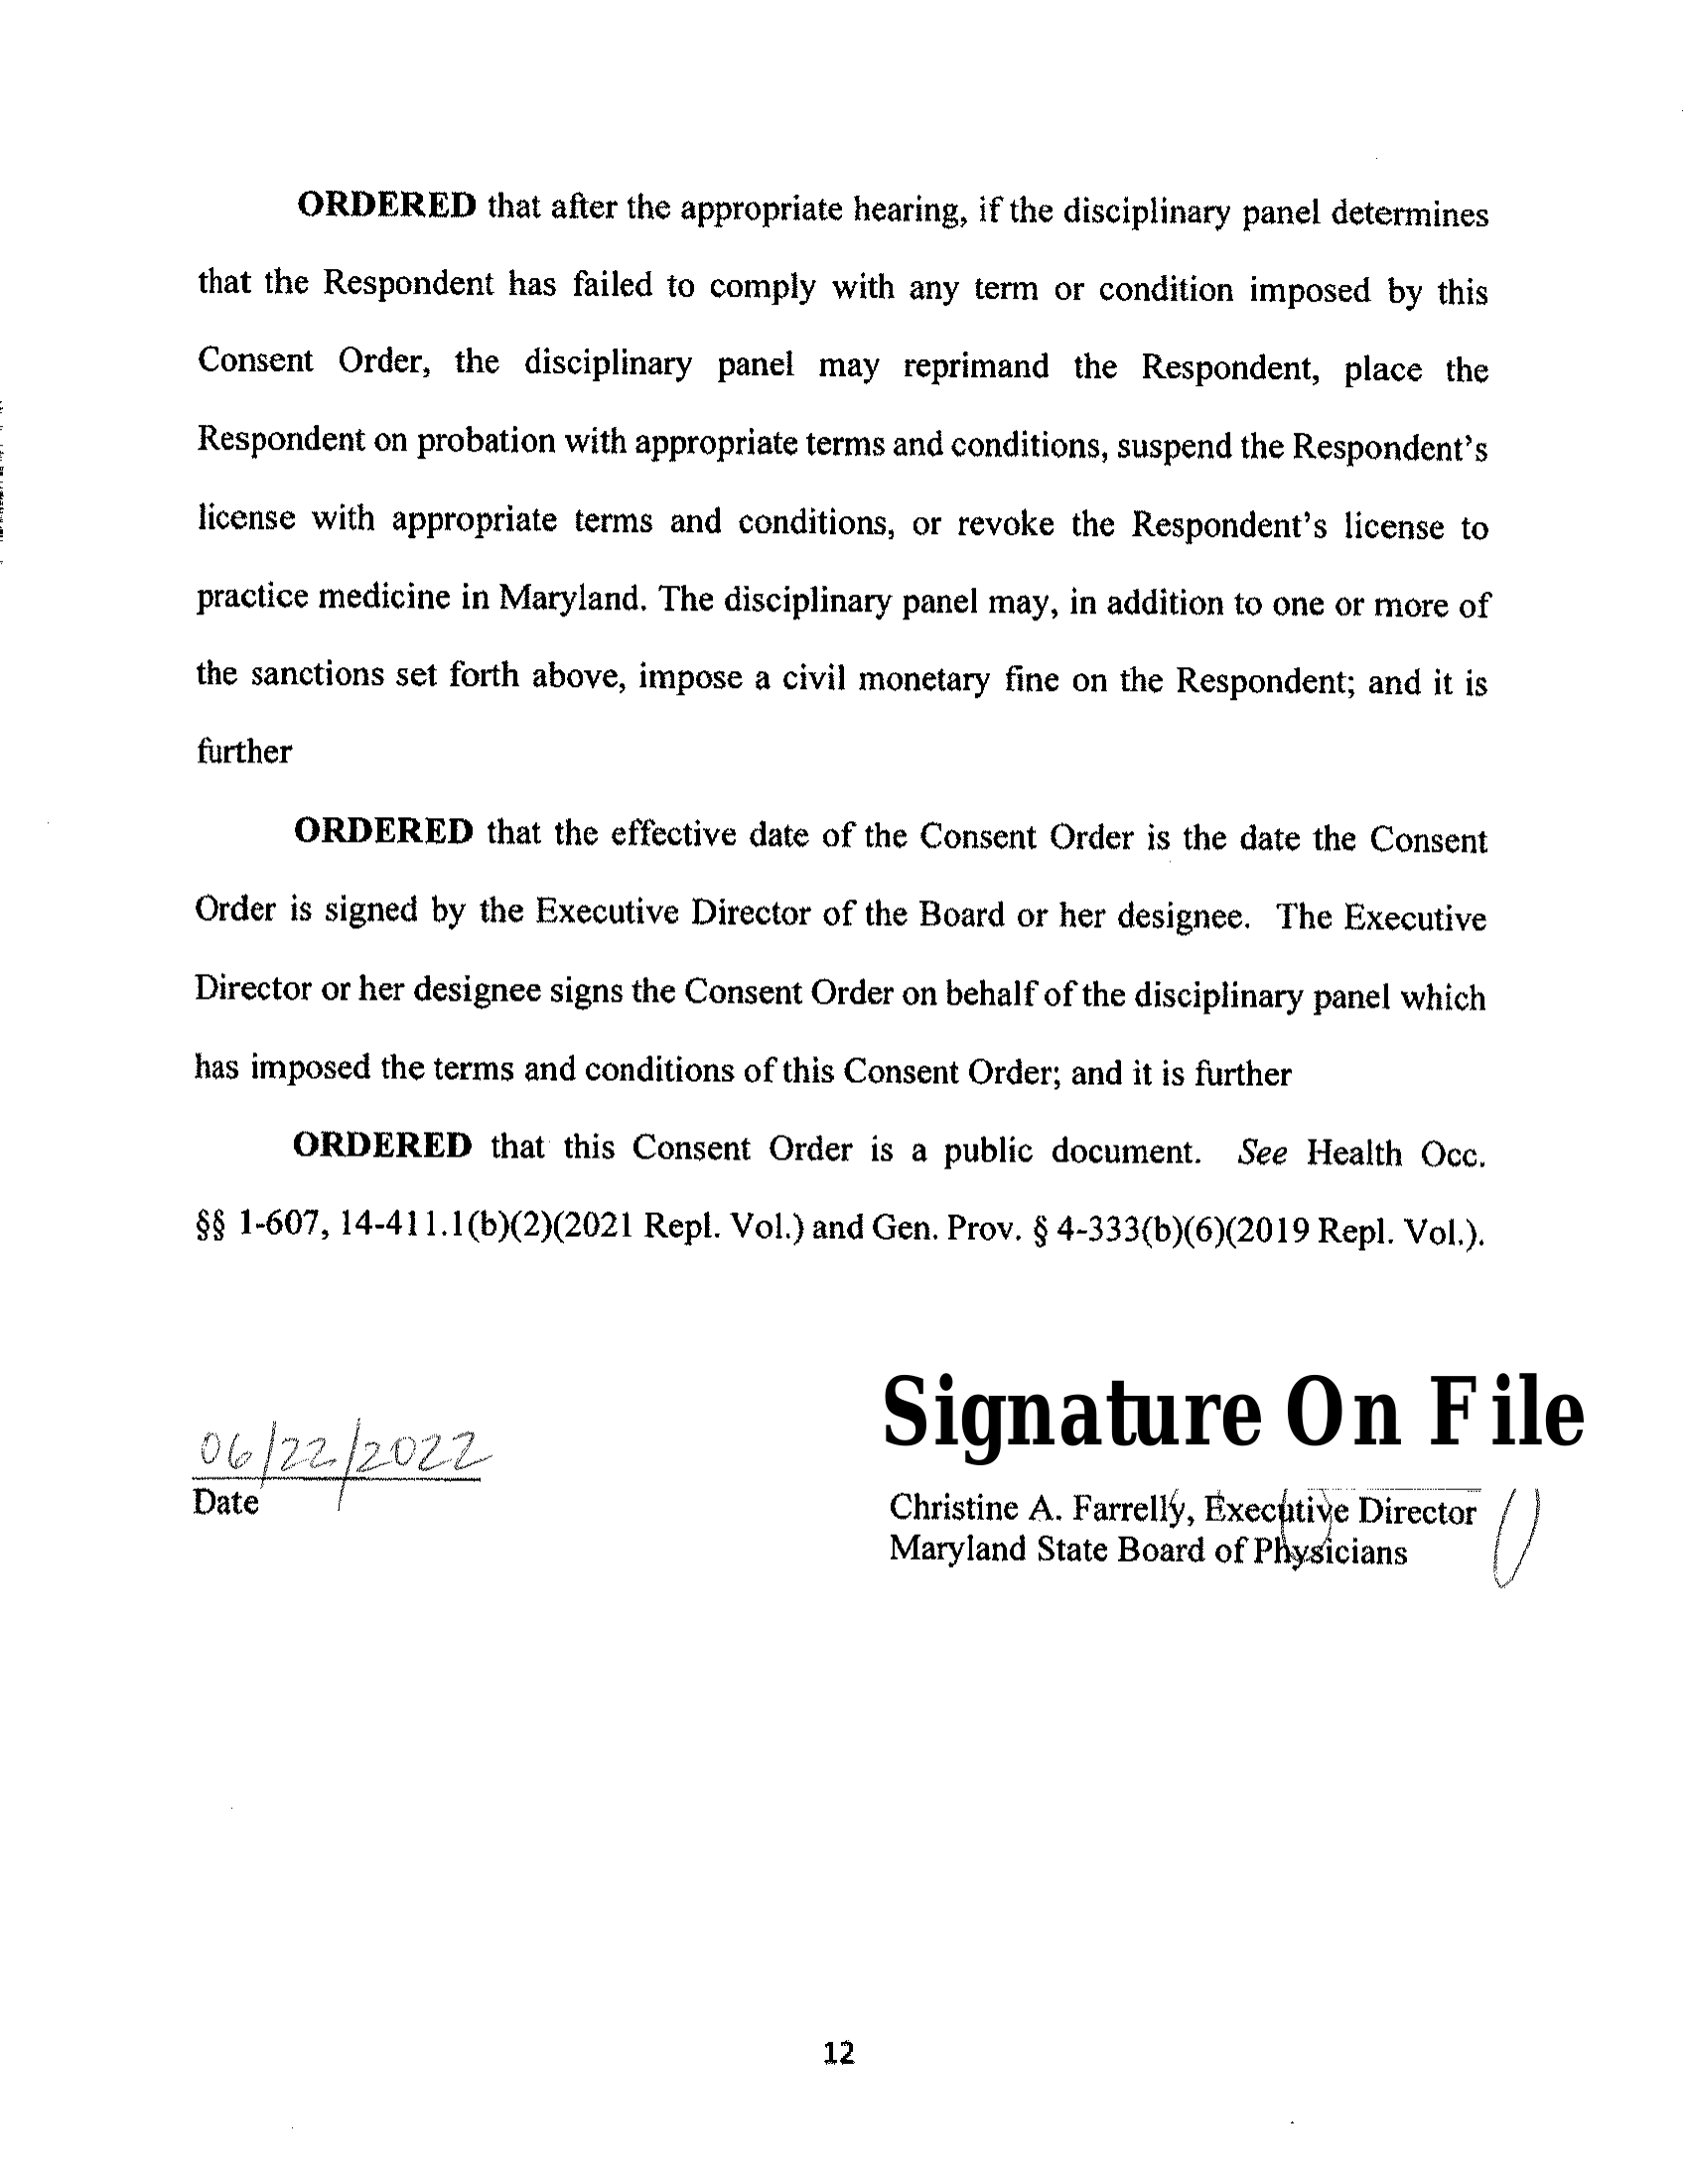 ORDERED that after the appropriate hearing, if the disciplinary panel determines
that the Respondent has failed to comply with any term or condition imposed by this
Consent Order, the disciplinary panel may reprimand the Respondent, place the
Respondent on probation with appropriate terms and conditions, suspend the Respondent's
license with appropriate terms and conditions, or revoke the Respondent's license to
practice medicine in Maryland. The disciplinary panel may, in addition to one or more of
the sanctions set forth above, impose a civil monetary fine on the Respondent; and it is
further
ORDERED that the effective date of the Consent Order is the date the Consent
Order is signed by the Executive Director of the Board or her designee. The Executive
Director or her designee signs the Consent Order on behalf of the disciplinary panel which
has imposed the terms and conditions of this Consent Order; and it is further
ORDERED that this Consent Order is a public document. See Health Occ.
§§ 1-607, 14-411.1(b)(2)(2021 Repl. Vol.) and Gen. Prov. § 4-333(b)(6)(2019 Repl. Vol.).
Signature On File
06/22/2022
Date
Christine A. Farrelly, Executive Director
Maryland State Board of Physicians
12